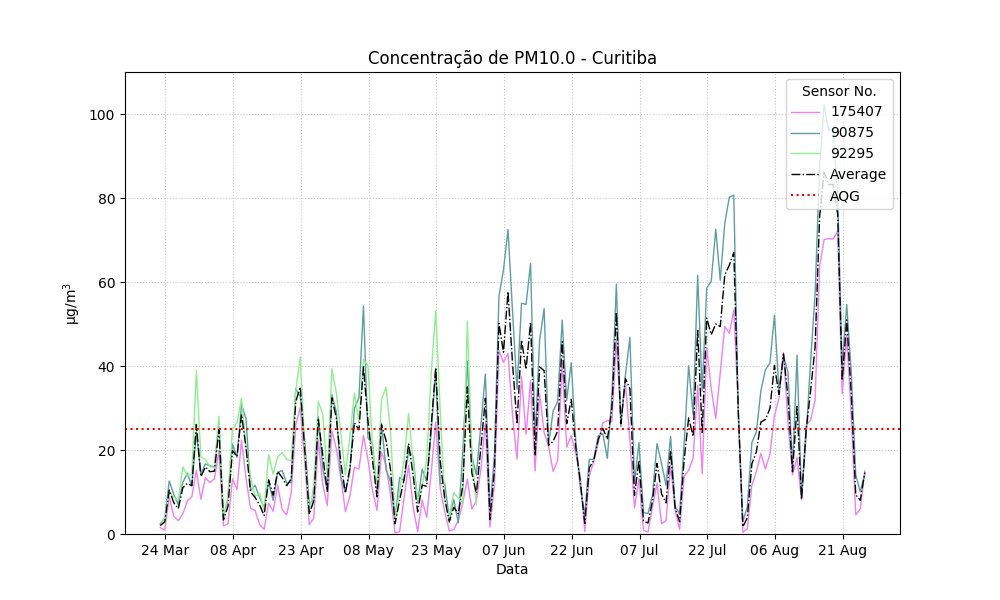 Concentração de PM10.0 - Curitiba
Sensor No.
175407
90875
92295
Average
AQG
100
80
60
40
20
0
µg/m³
24 Mar
08 Apr
23 Apr
08 May
23 May
07 Jun
22 Jun
07 Jul
22 Jul
06 Aug
21 Aug
Data